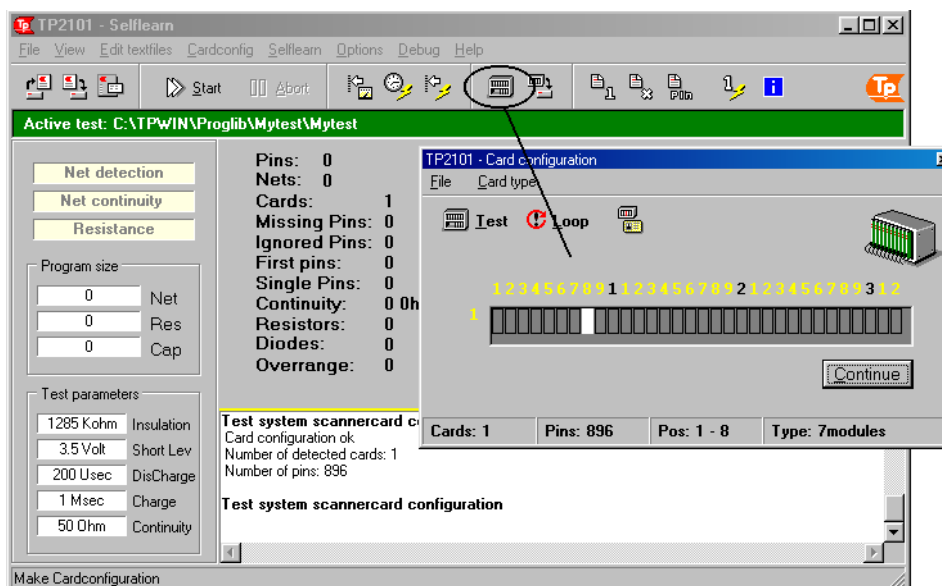 TP2101 - Selflearn
File View Edit textfiles Cardconfig Selflearn Options Debug Help
Start Abort
Active test: C:\TPWIN\Proglib\Mytest\Mytest
Net detection
Net continuity
Resistance
Program size
0 Net
0 Res
0 Cap
Test parameters
1285 Kohm Insulation
3.5 Volt Short Lev
200 Usec DisCharge
1 Msec Charge
50 Ohm Continuity
Pins: 0
Nets: 0
Cards: 1
Missing Pins: 0
Ignored Pins: 0
First pins: 0
Single Pins: 0
Continuity: 0 Oh
Resistors: 0
Diodes: 0
Overrange: 0
Test system scannercard c
Card configuration ok
Number of detected cards: 1
Number of pins: 896
Test system scannercard configuration
TP2101 - Card configuration
File Card type
Test Loop
1 2 3 4 5 6 7 8 9 1 1 2 3 4 5 6 7 8 9 2 1 2 3 4 5 6 7 8 9 3 1 2
1
Continue
Cards: 1 Pins: 896 Pos: 1 - 8 Type: 7modules
Make Cardconfiguration